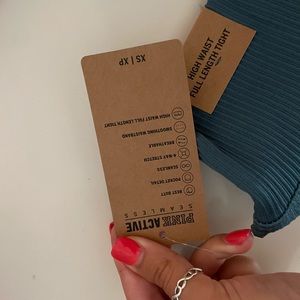 PINK ACTIVE
SEAMLESS
BEST BUTT
POCKET DETAIL
SEAMLESS
4-WAY STRETCH
BREATHABLE
SMOOTHING WAISTBAND
HIGH WAIST FULL LENGTH TIGHT
XS | XP
HIGH WAIST
FULL LENGTH TIGHT